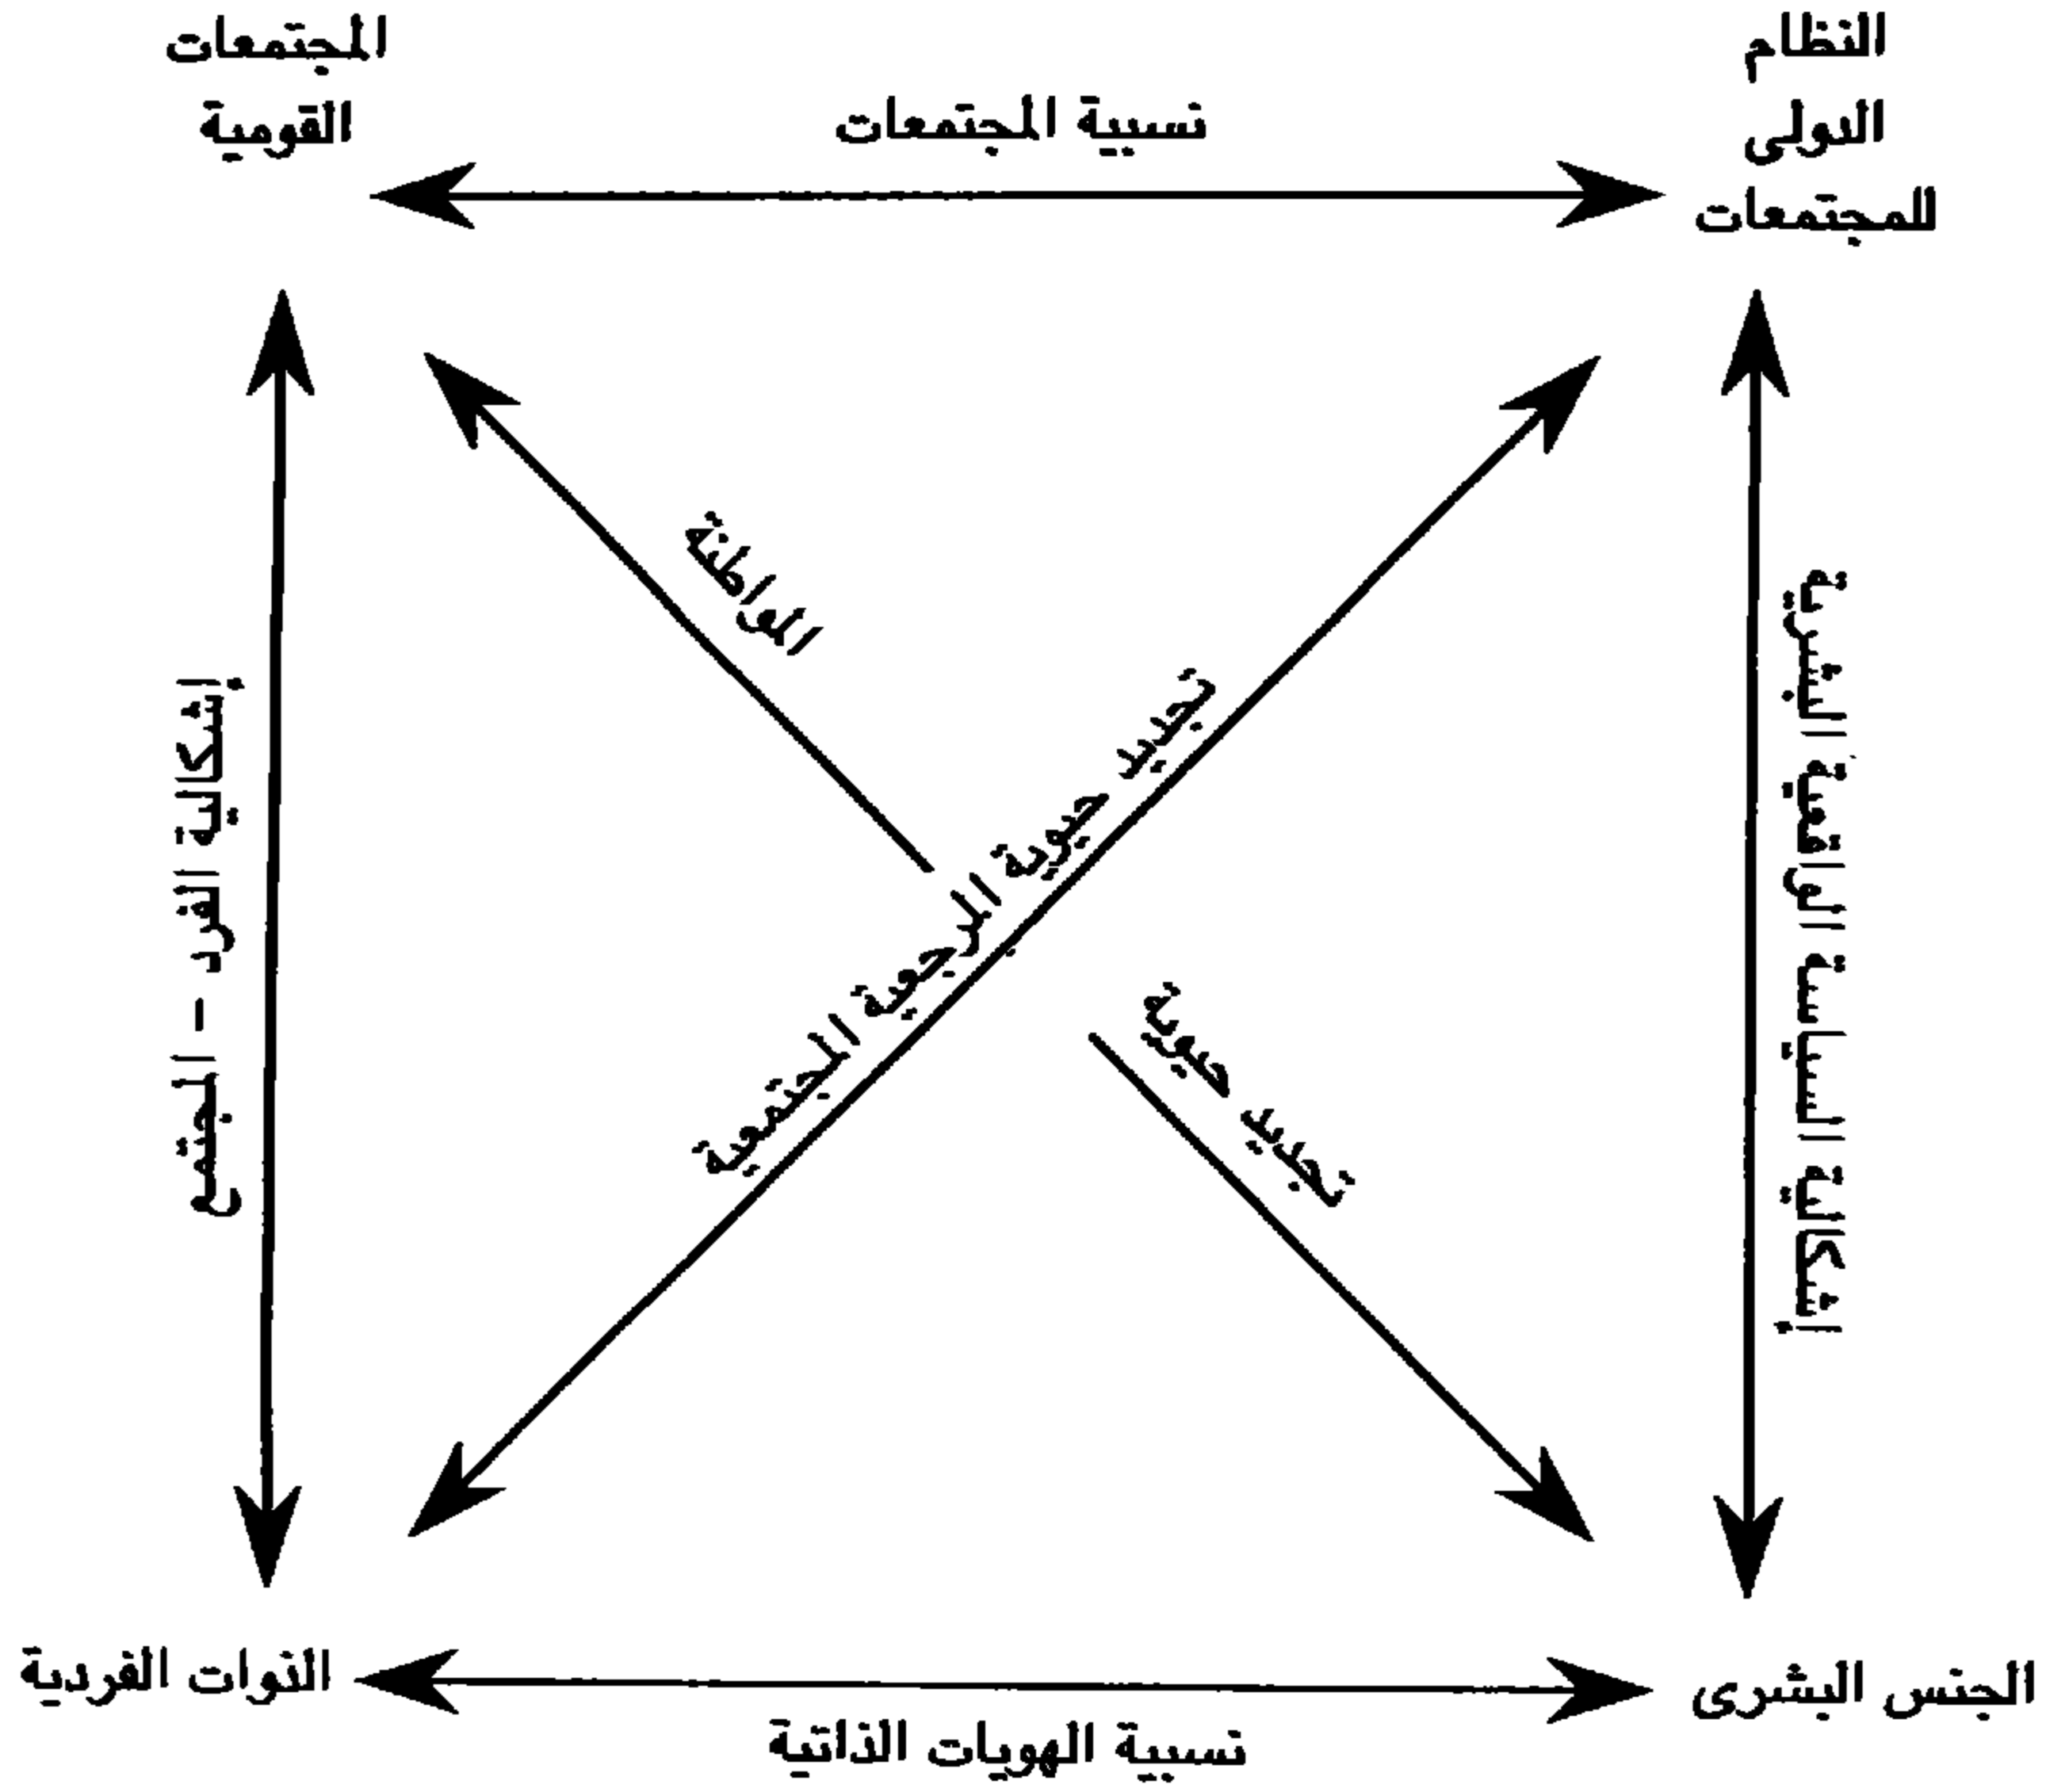 النظام
الدولى
للمجتمعات
نسبية المجتمعات
المجتمعات
القومية
إشكالية السياسة الواقعية البشرية
المواطنة
تجديد حيوية المرجعية المجتمعية
تجديد حيوية
إشكالية الفرد – المجتمع
الجنس البشرى
نسبية الهويات الذاتية
الذوات الفردية